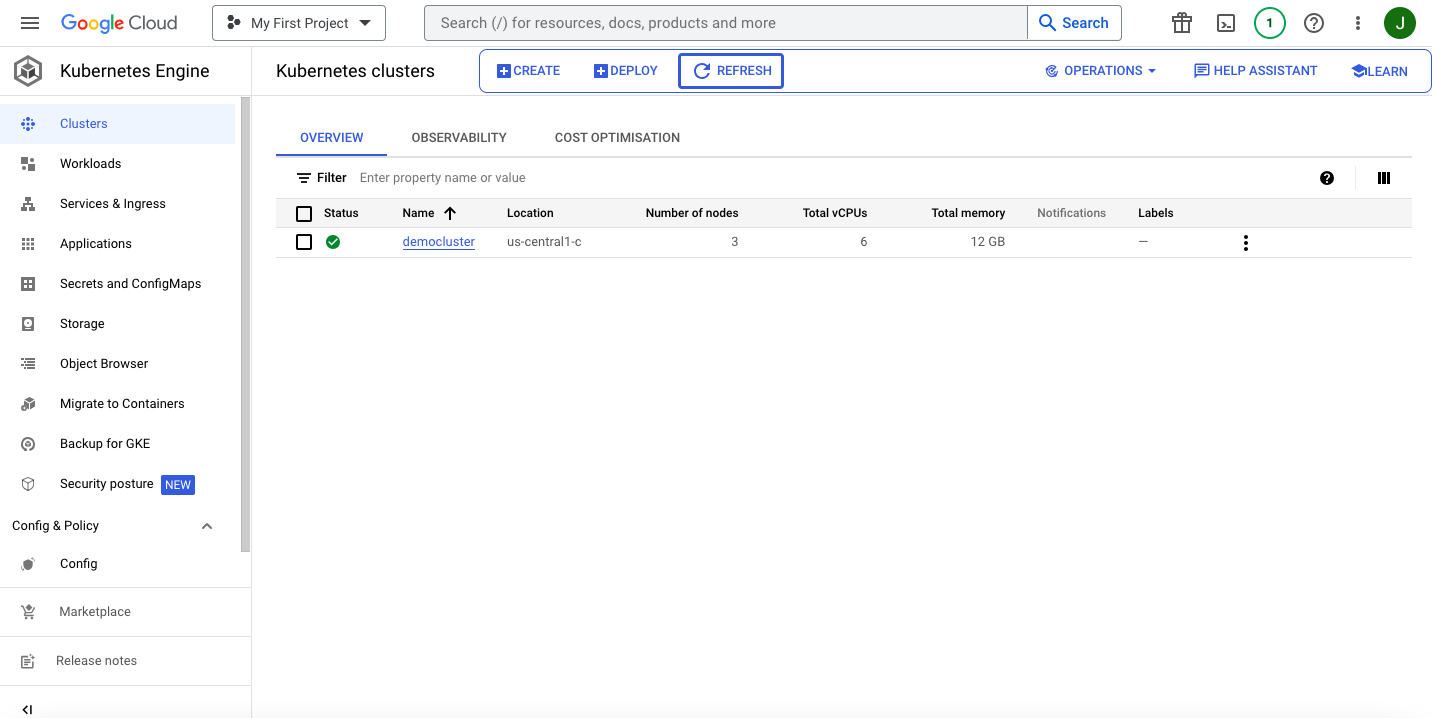 Google Cloud My First Project Search (/) for resources, docs, products and more Search 1 J
Kubernetes Engine Kubernetes clusters CREATE DEPLOY REFRESH OPERATIONS HELP ASSISTANT LEARN
Clusters
Workloads
Services & Ingress
Applications
Secrets and ConfigMaps
Storage
Object Browser
Migrate to Containers
Backup for GKE
Security posture NEW
Config & Policy
Config
Marketplace
Release notes
OVERVIEW OBSERVABILITY COST OPTIMISATION
Filter Enter property name or value
Status Name Location Number of nodes Total vCPUs Total memory Notifications Labels
democluster us-central1-c 3 6 12 GB —